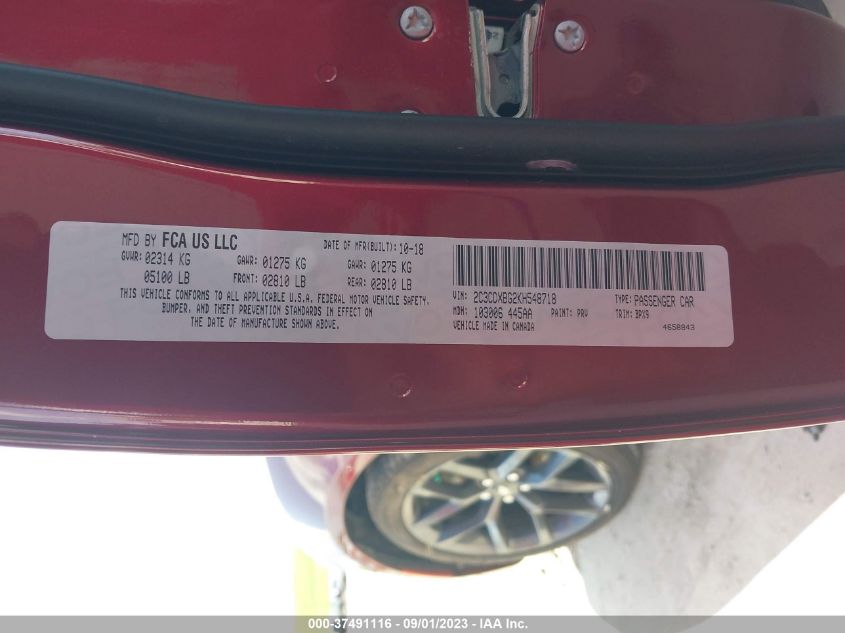 MFD BY FCA US LLC
DATE OF MFR(BUILT): 10-18
GVWR: 02314 KG
GAWR: 01275 KG
GAWR: 01275 KG
05100 LB
FRONT: 02810 LB
REAR: 02810 LB
THIS VEHICLE CONFORMS TO ALL APPLICABLE U.S.A. FEDERAL MOTOR VEHICLE SAFETY,
BUMPER, AND THEFT PREVENTION STANDARDS IN EFFECT ON
THE DATE OF MANUFACTURE SHOWN ABOVE.
VIN: 2C3CDXBG2KH548718
TYPE: PASSENGER CAR
MDH: 103006 445AA
PAINT: PRV
TRIM: BPX9
VEHICLE MADE IN CANADA
4658843
000-37491116 - 09/01/2023 - IAA Inc.